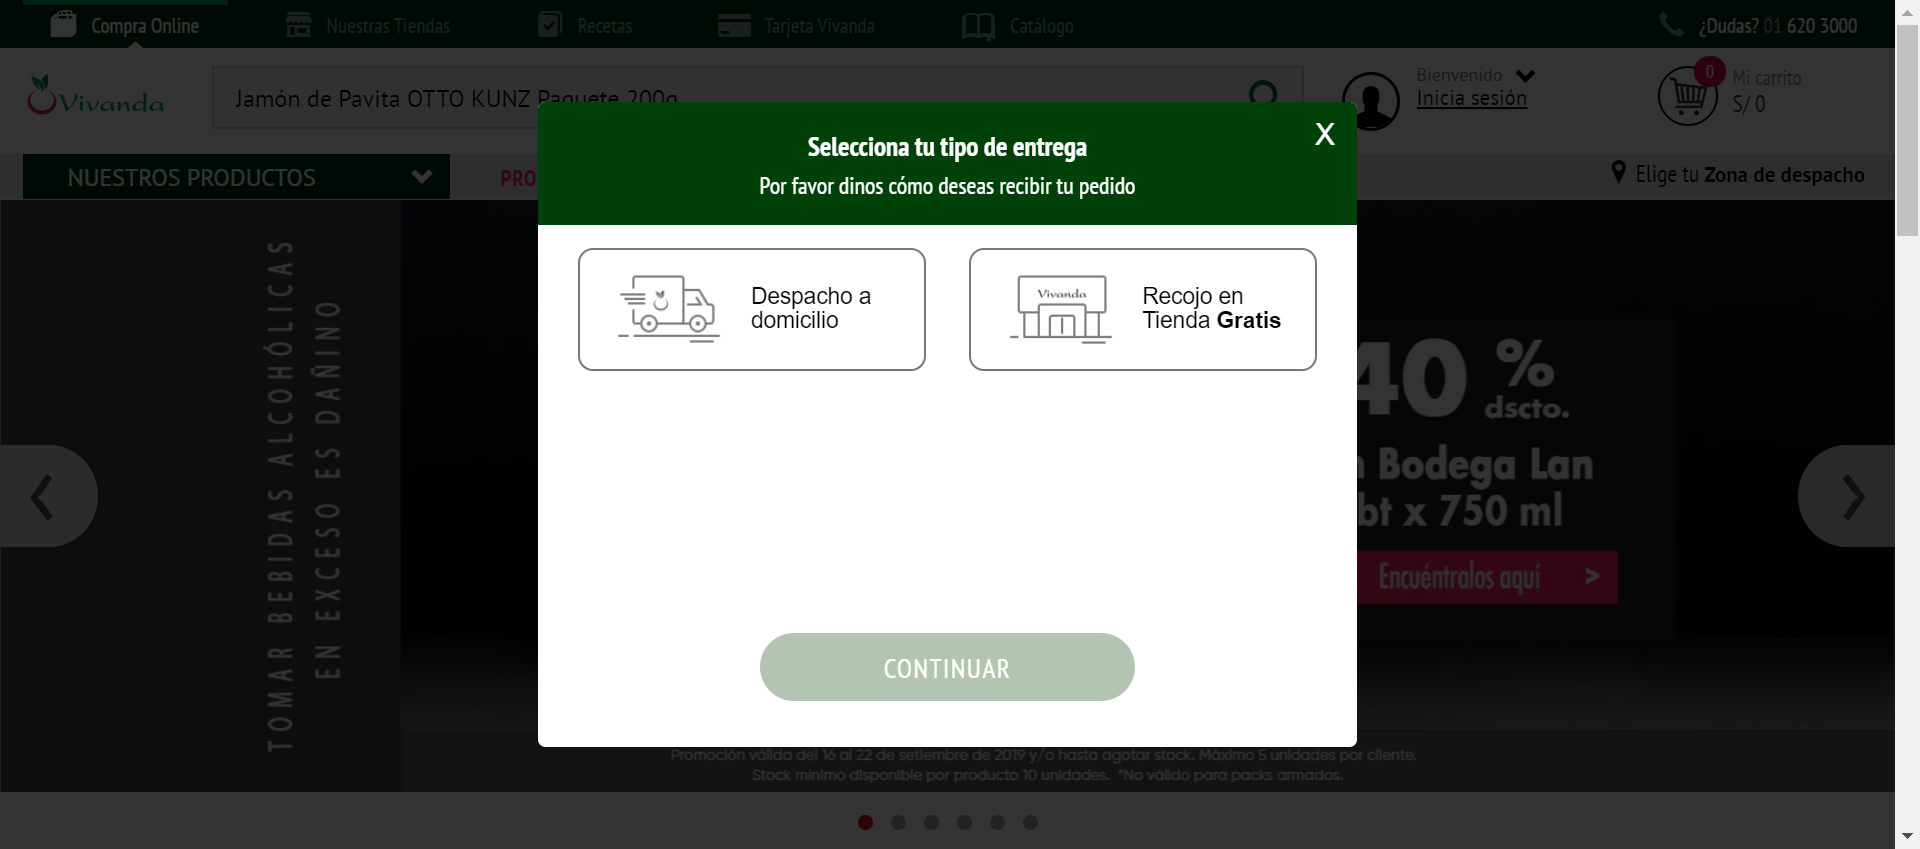 Compra Online
Nuestras Tiendas
Recetas
Tarjeta Vivanda
Catálogo
¿Dudas? 01 620 3000
Vivanda
Jamón de Pavita OTTO KUNZ Paquete 200g
Bienvenido
Inicia sesión
0
Mi carrito
S/ 0
NUESTROS PRODUCTOS
PRO
Elige tu Zona de despacho
X
Selecciona tu tipo de entrega
Por favor dinos cómo deseas recibir tu pedido
Despacho a
domicilio
Vivanda
Recojo en
Tienda Gratis
CONTINUAR
TOMAR BEBIDAS ALCOHÓLICAS
EN EXCESO ES DAÑINO
40 %
dscto.
n Bodega Lan
bt x 750 ml
Encuéntralos aquí >
Promoción válida del 16 al 22 de setiembre de 2019 y/o hasta agotar stock. Máximo 5 unidades por cliente.
Stock mínimo disponible por producto 10 unidades. *No válido para packs armados.